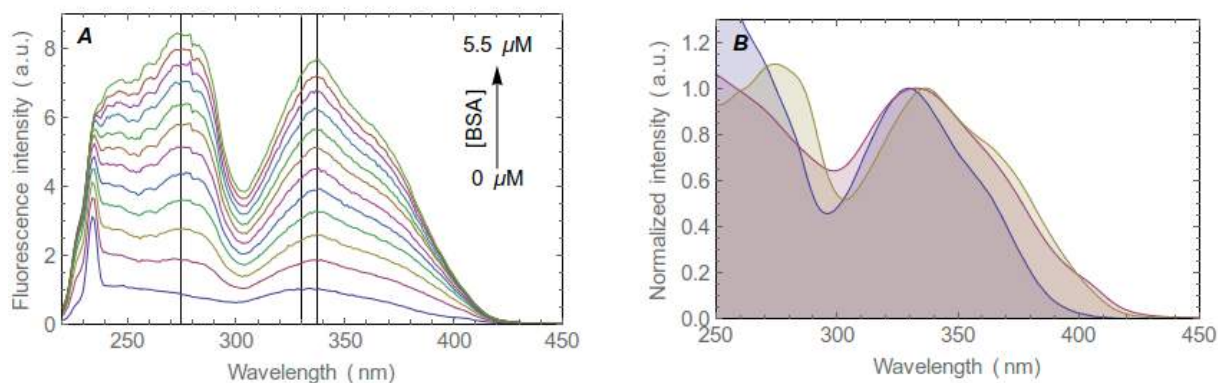 A
5.5 µM
[BSA]
0 µM
8
6
4
2
0
250 300 350 400 450
Fluorescence intensity ( a.u.)
Wavelength ( nm)
B
1.2
1.0
0.8
0.6
0.4
0.2
0.0
250 300 350 400 450
Normalized intensity ( a.u.)
Wavelength ( nm)